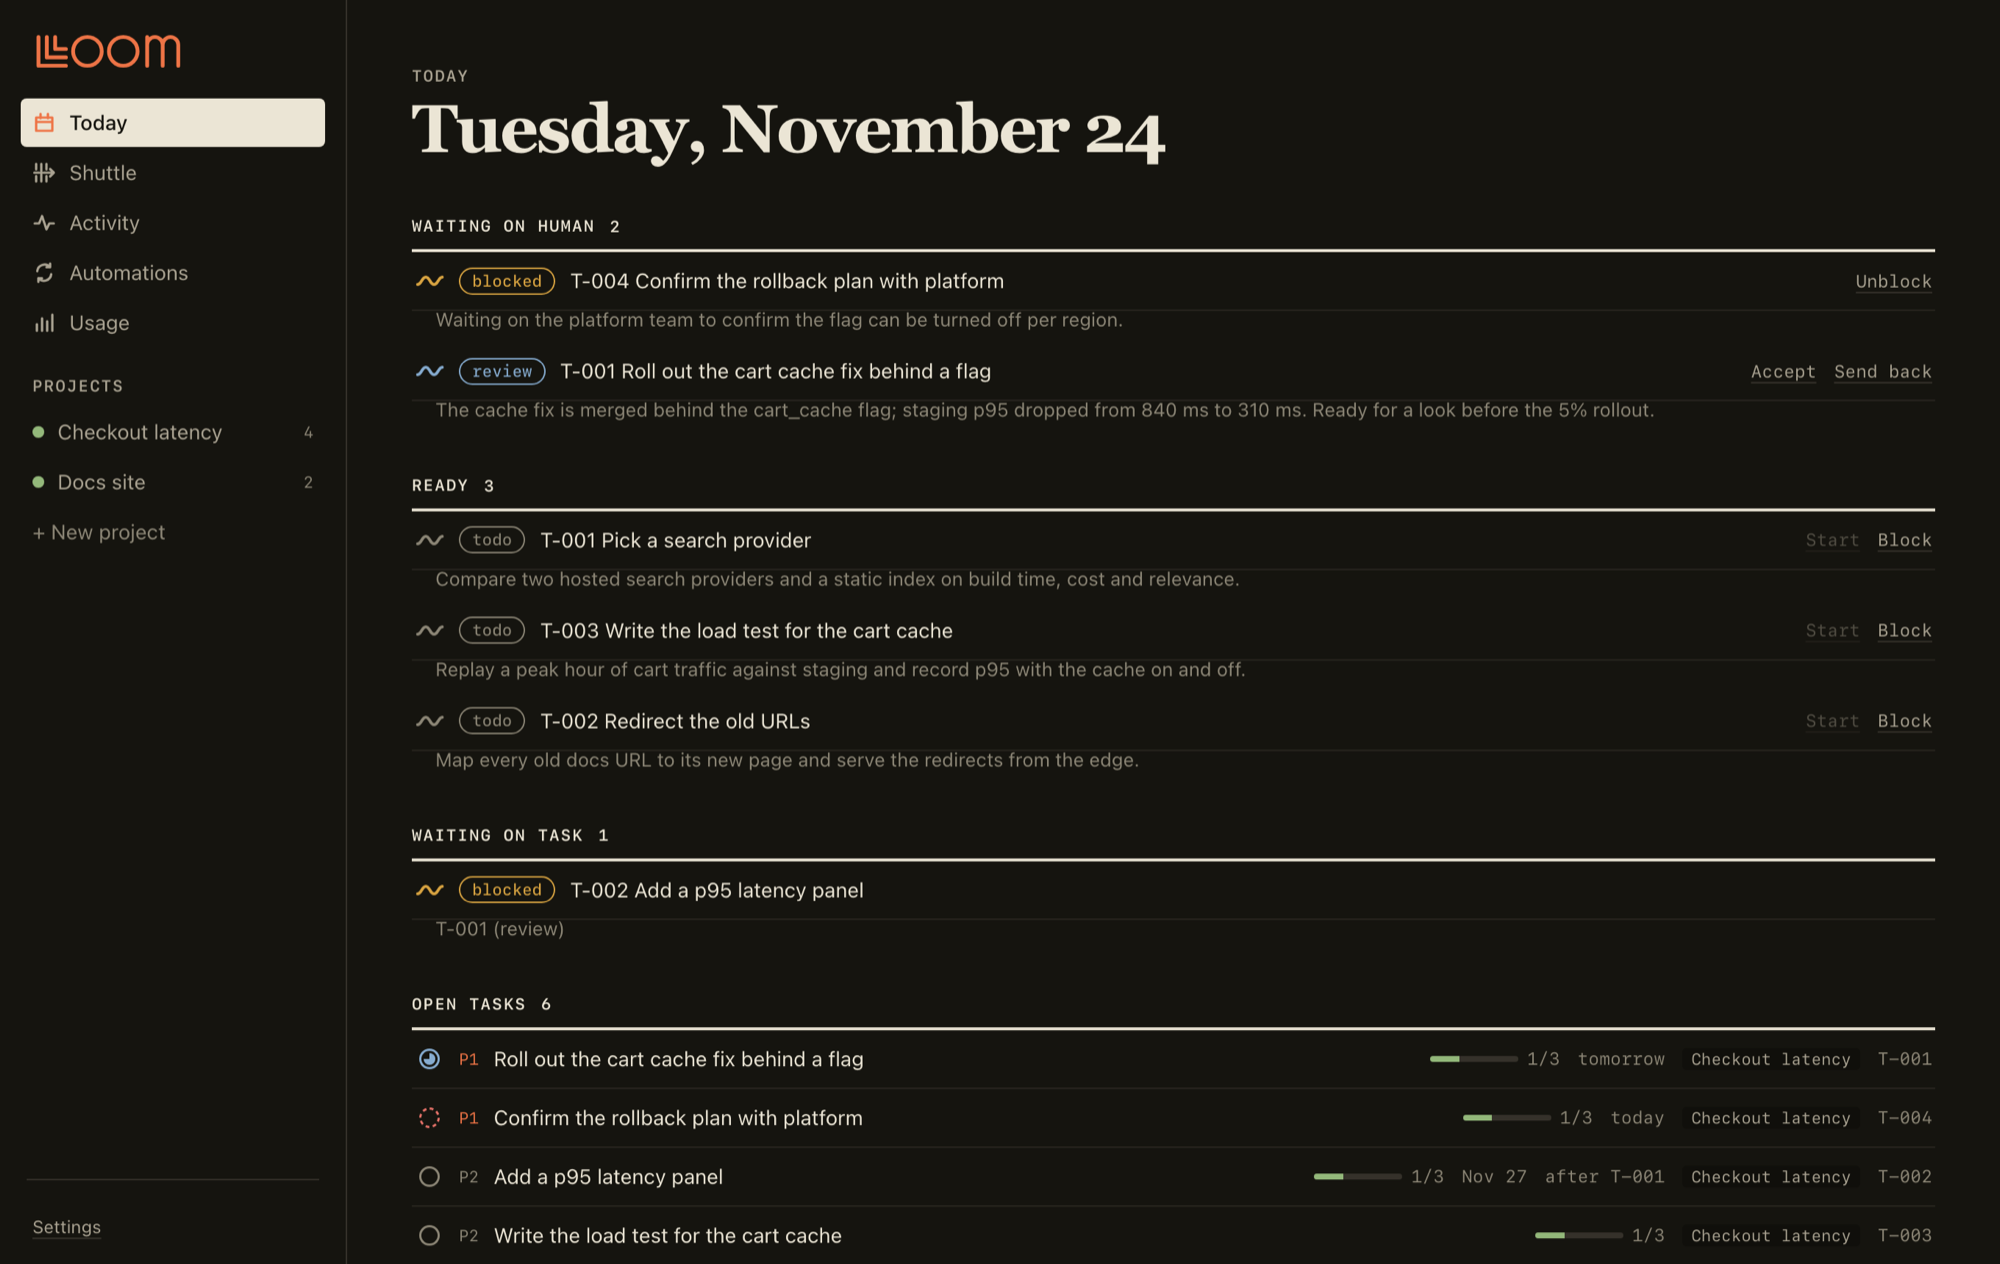 LOOM
Today
Shuttle
Activity
Automations
Usage
PROJECTS
Checkout latency 4
Docs site 2
+ New project
Settings
TODAY
Tuesday, November 24
WAITING ON HUMAN 2
blocked T-004 Confirm the rollback plan with platform Unblock
Waiting on the platform team to confirm the flag can be turned off per region.
review T-001 Roll out the cart cache fix behind a flag Accept Send back
The cache fix is merged behind the cart_cache flag; staging p95 dropped from 840 ms to 310 ms. Ready for a look before the 5% rollout.
READY 3
todo T-001 Pick a search provider Start Block
Compare two hosted search providers and a static index on build time, cost and relevance.
todo T-003 Write the load test for the cart cache Start Block
Replay a peak hour of cart traffic against staging and record p95 with the cache on and off.
todo T-002 Redirect the old URLs Start Block
Map every old docs URL to its new page and serve the redirects from the edge.
WAITING ON TASK 1
blocked T-002 Add a p95 latency panel
T-001 (review)
OPEN TASKS 6
P1 Roll out the cart cache fix behind a flag 1/3 tomorrow Checkout latency T-001
P1 Confirm the rollback plan with platform 1/3 today Checkout latency T-004
P2 Add a p95 latency panel 1/3 Nov 27 after T-001 Checkout latency T-002
P2 Write the load test for the cart cache 1/3 Checkout latency T-003